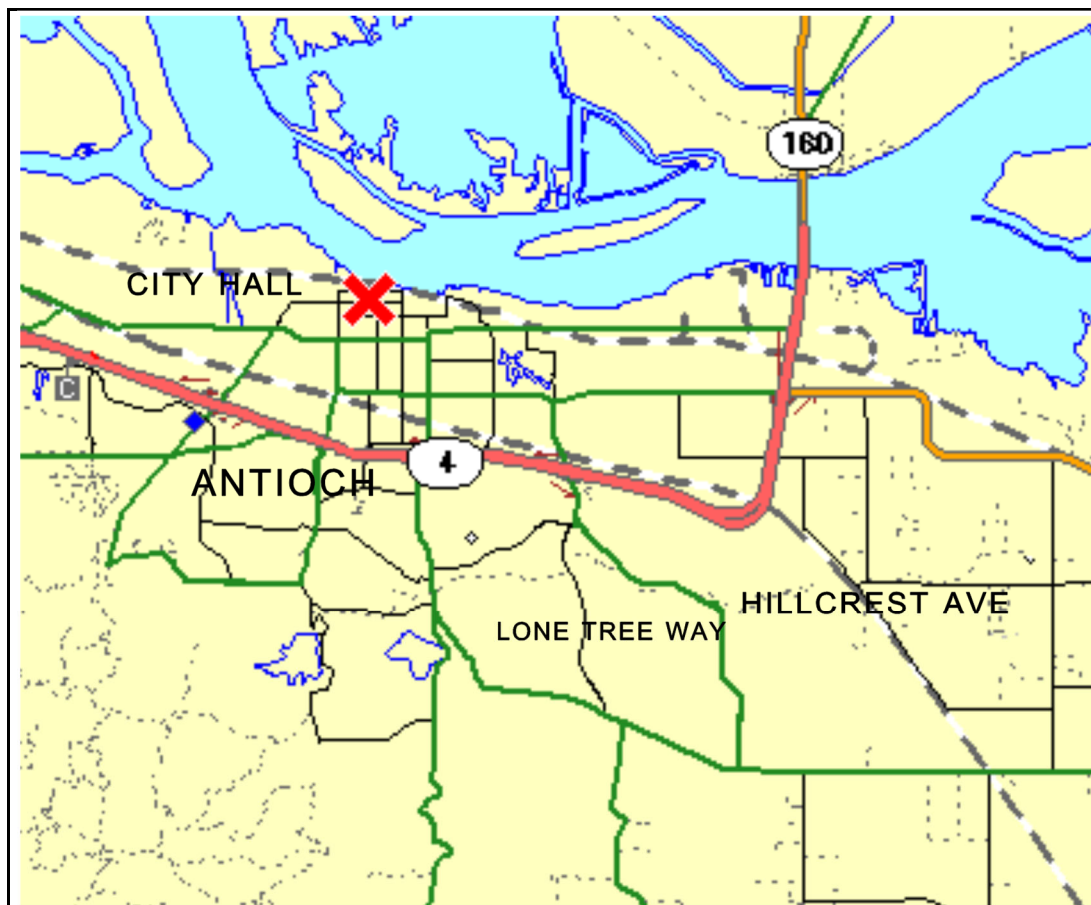 160
CITY HALL
C
4
ANTIOCH
HILLCREST AVE
LONE TREE WAY